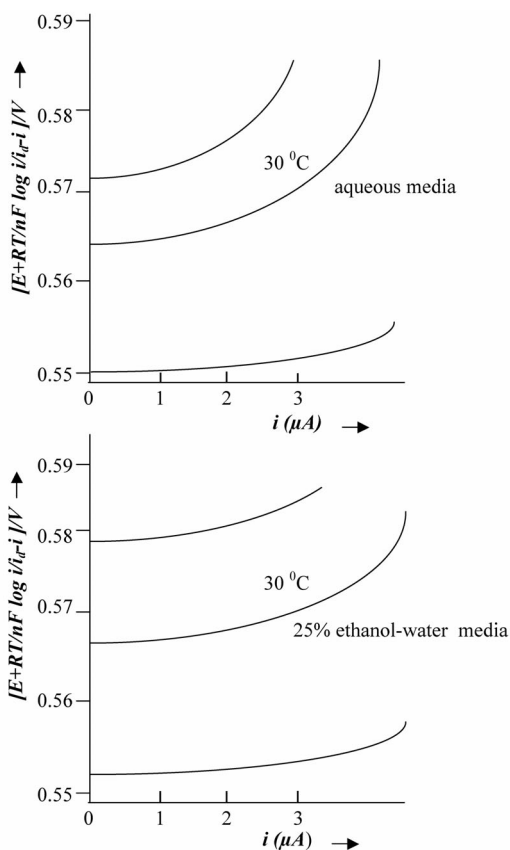 [E+RT/nF log i/i_d-i ]/V →
0.59
0.58
0.57
0.56
0.55
30 ⁰C
aqueous media
0 1 2 3
i (μA) →
[E+RT/nF log i/i_d-i ]/V →
0.59
0.58
0.57
0.56
0.55
30 ⁰C
25% ethanol-water media
0 1 2 3
i (μA) →